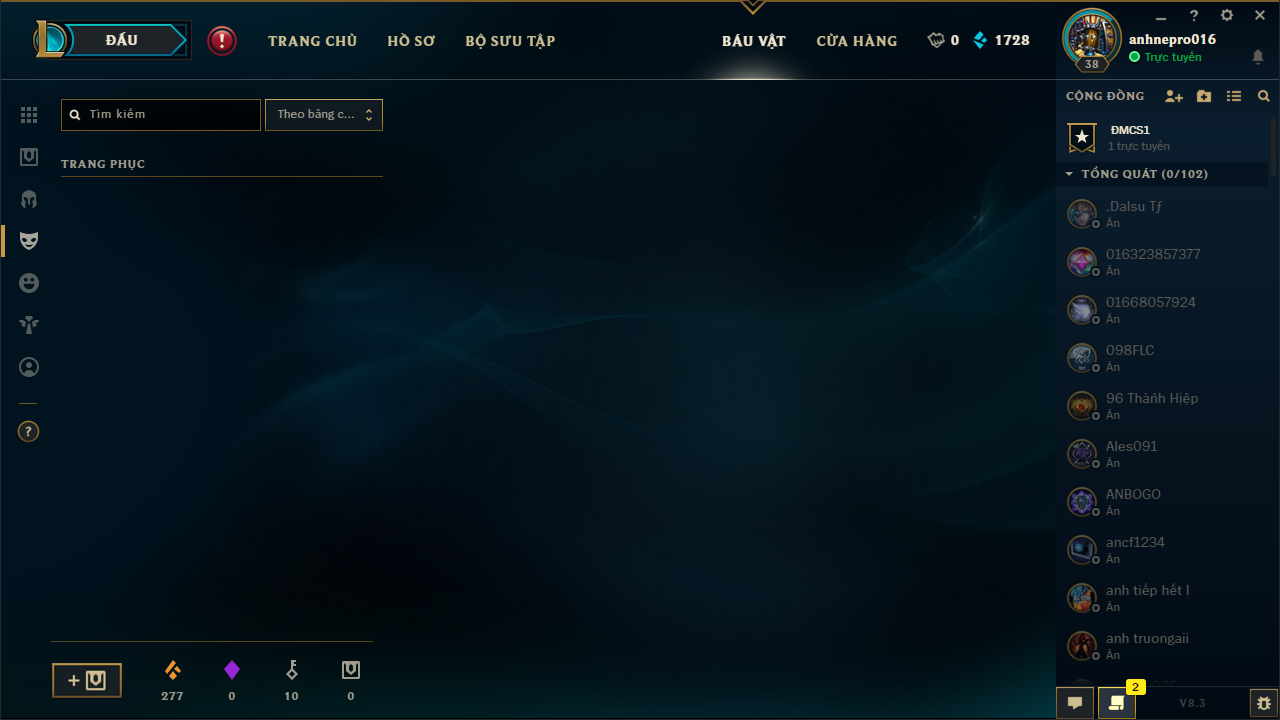 ĐẤU
TRANG CHỦ
HỒ SƠ
BỘ SƯU TẬP
BÁU VẬT
CỬA HÀNG
0
1728
38
?
anhnepro016
Trực tuyến
Tìm kiếm
Theo bảng c...
TRANG PHỤC
?
277
0
10
0
CỘNG ĐỒNG
ĐMCS1
1 trực tuyến
TỔNG QUÁT (0/102)
.Dalsu Tƒ
Ẩn
016323857377
Ẩn
01668057924
Ẩn
098FLC
Ẩn
96 Thàńh Hịệp
Ẩn
Ales091
Ẩn
ANBOGO
Ẩn
ancf1234
Ẩn
anh tiếp hết I
Ẩn
anh truongaii
Ẩn
2
V8.3